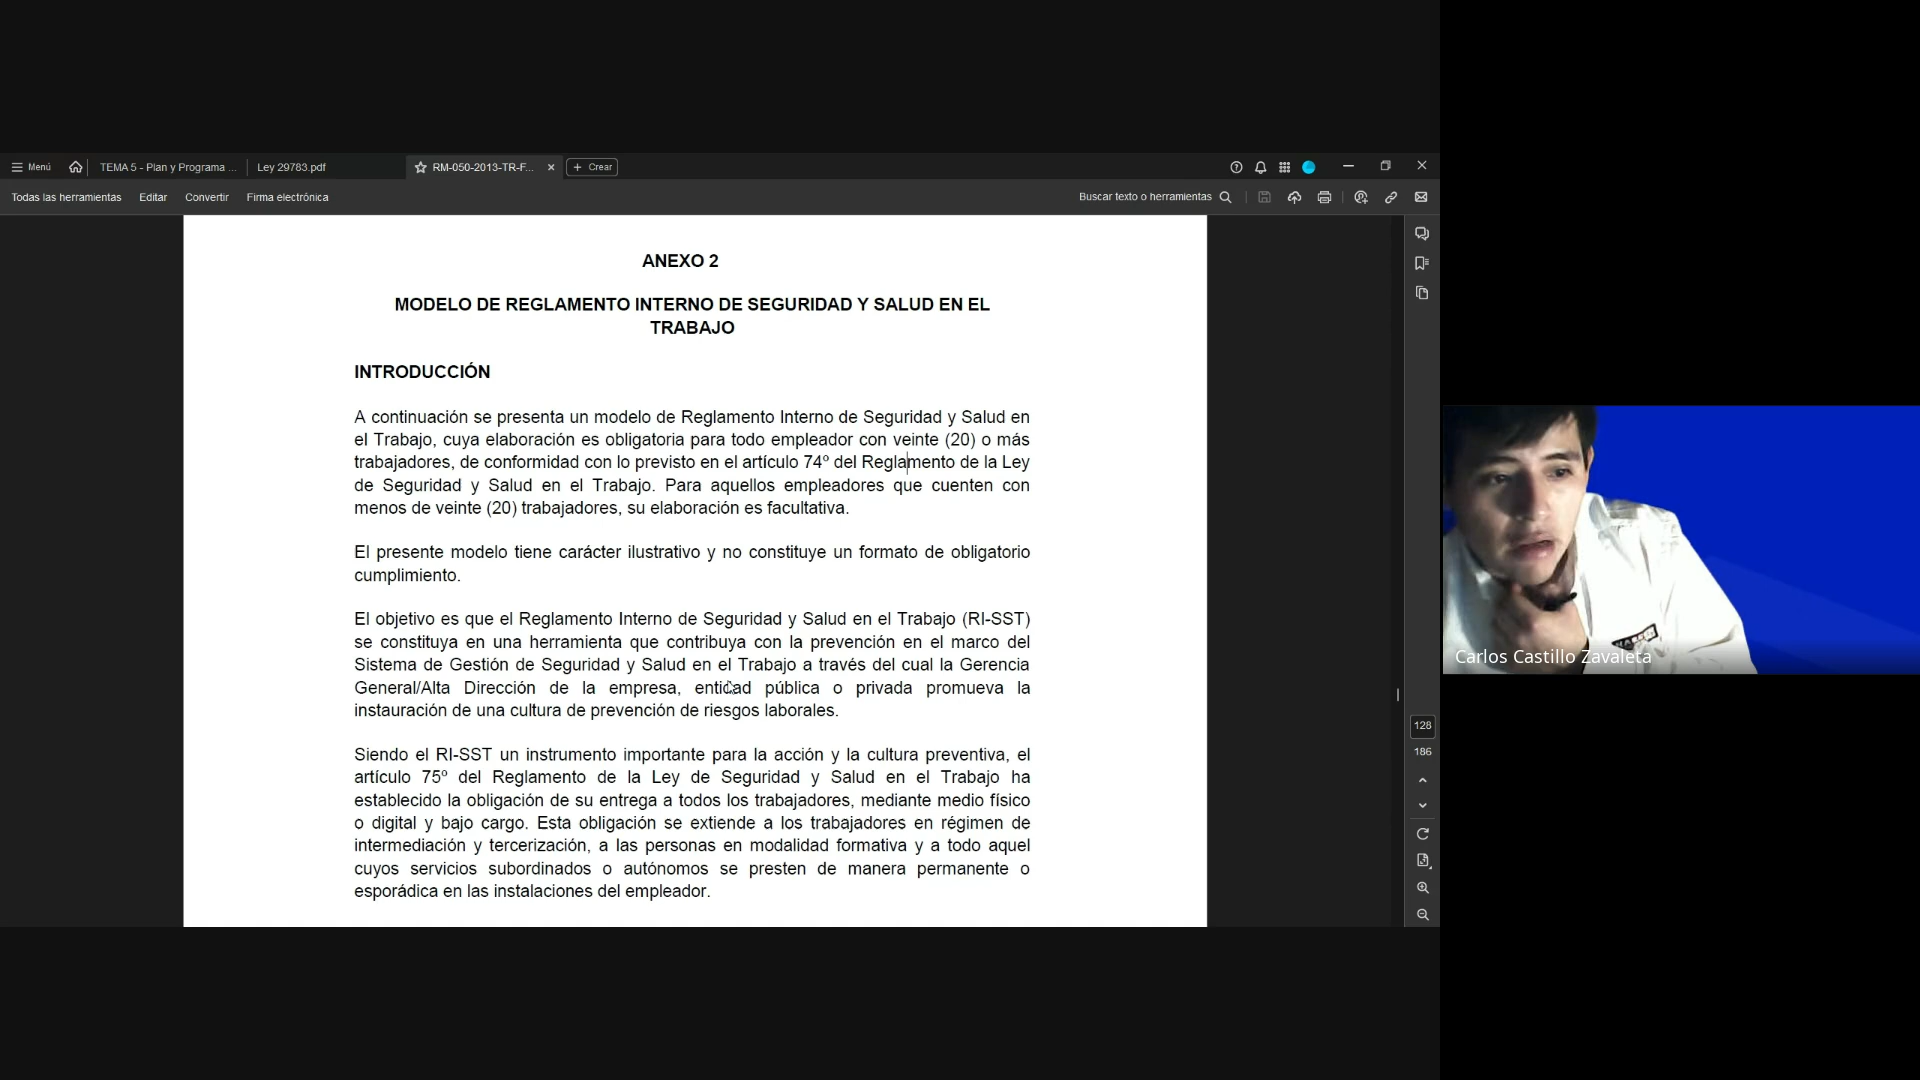 Menú
TEMA 5 - Plan y Programa ...
Ley 29783.pdf
RM-050-2013-TR-F...
Crear
Todas las herramientas
Editar
Convertir
Firma electrónica
Buscar texto o herramientas
ANEXO 2
MODELO DE REGLAMENTO INTERNO DE SEGURIDAD Y SALUD EN EL
TRABAJO
INTRODUCCIÓN
A continuación se presenta un modelo de Reglamento Interno de Seguridad y Salud en
el Trabajo, cuya elaboración es obligatoria para todo empleador con veinte (20) o más
trabajadores, de conformidad con lo previsto en el artículo 74º del Reglamento de la Ley
de Seguridad y Salud en el Trabajo. Para aquellos empleadores que cuenten con
menos de veinte (20) trabajadores, su elaboración es facultativa.
El presente modelo tiene carácter ilustrativo y no constituye un formato de obligatorio
cumplimiento.
El objetivo es que el Reglamento Interno de Seguridad y Salud en el Trabajo (RI-SST)
se constituya en una herramienta que contribuya con la prevención en el marco del
Sistema de Gestión de Seguridad y Salud en el Trabajo a través del cual la Gerencia
General/Alta Dirección de la empresa, entidad pública o privada promueva la
instauración de una cultura de prevención de riesgos laborales.
Siendo el RI-SST un instrumento importante para la acción y la cultura preventiva, el
artículo 75º del Reglamento de la Ley de Seguridad y Salud en el Trabajo ha
establecido la obligación de su entrega a todos los trabajadores, mediante medio físico
o digital y bajo cargo. Esta obligación se extiende a los trabajadores en régimen de
intermediación y tercerización, a las personas en modalidad formativa y a todo aquel
cuyos servicios subordinados o autónomos se presten de manera permanente o
esporádica en las instalaciones del empleador.
128
186
Carlos Castillo Zavaleta